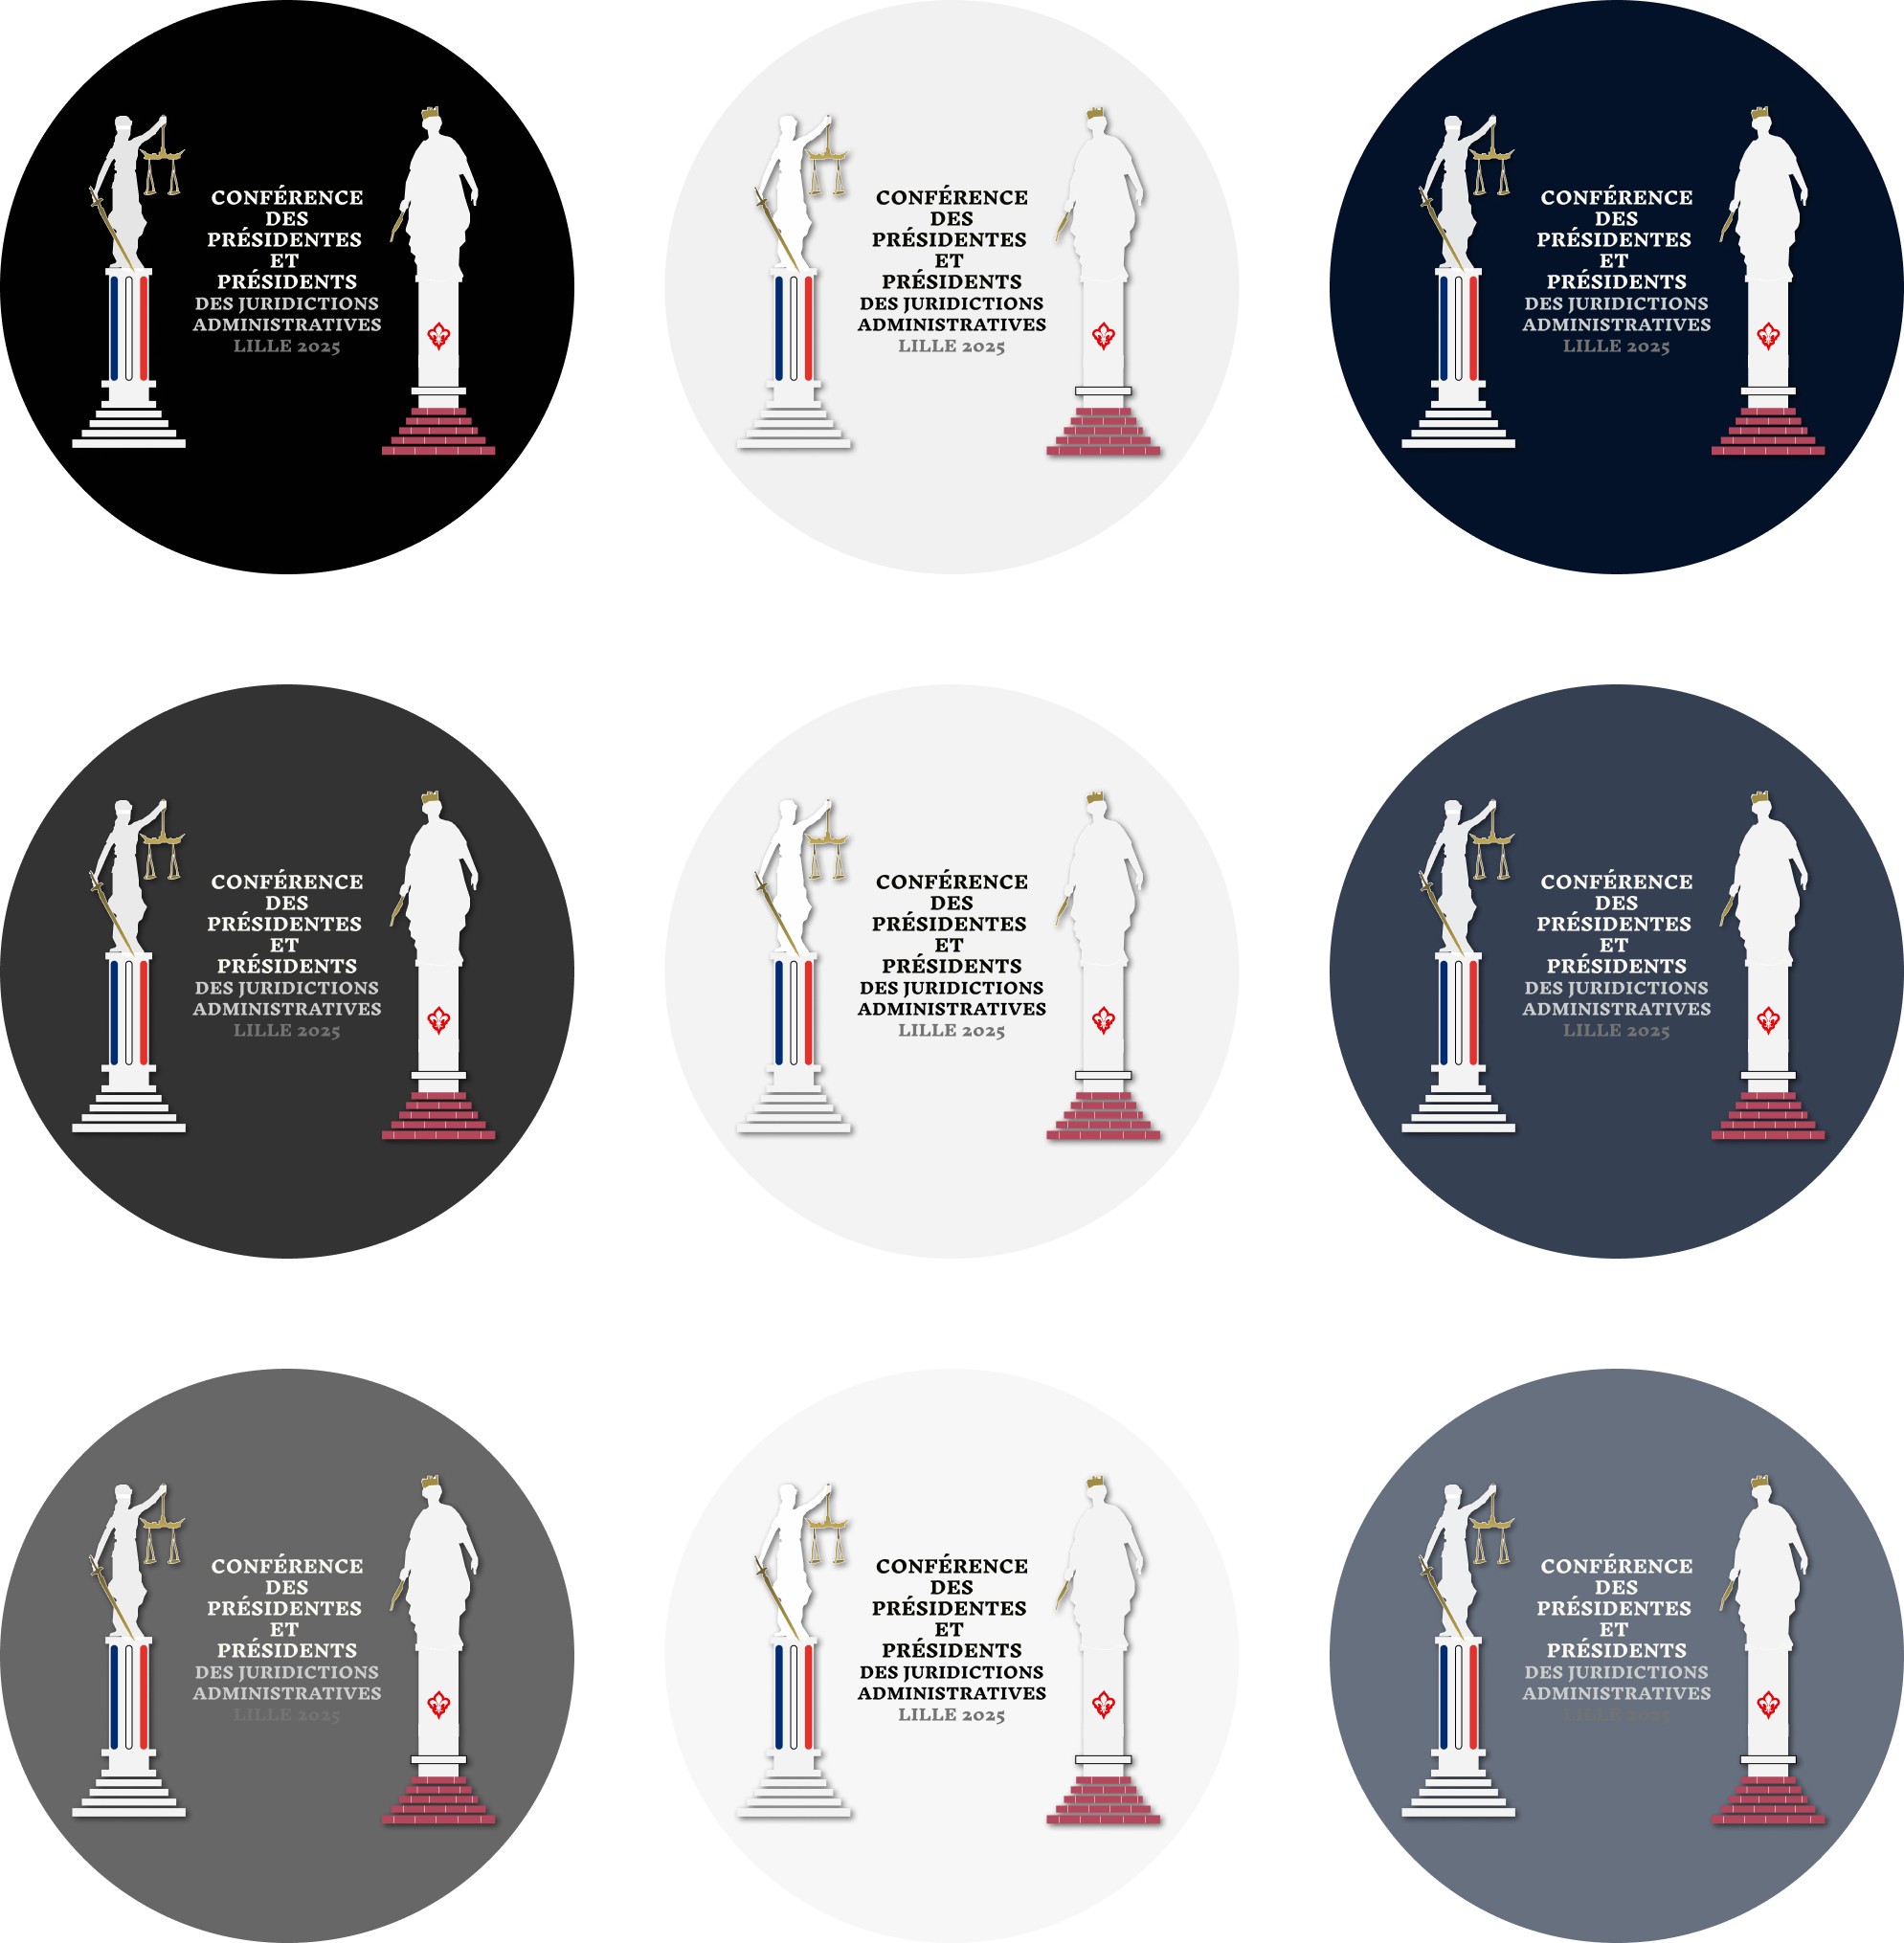 CONFÉRENCE
DES
PRÉSIDENTES
ET
PRÉSIDENTS
DES JURIDICTIONS
ADMINISTRATIVES
LILLE 2025
CONFÉRENCE
DES
PRÉSIDENTES
ET
PRÉSIDENTS
DES JURIDICTIONS
ADMINISTRATIVES
LILLE 2025
CONFÉRENCE
DES
PRÉSIDENTES
ET
PRÉSIDENTS
DES JURIDICTIONS
ADMINISTRATIVES
LILLE 2025
CONFÉRENCE
DES
PRÉSIDENTES
ET
PRÉSIDENTS
DES JURIDICTIONS
ADMINISTRATIVES
LILLE 2025
CONFÉRENCE
DES
PRÉSIDENTES
ET
PRÉSIDENTS
DES JURIDICTIONS
ADMINISTRATIVES
LILLE 2025
CONFÉRENCE
DES
PRÉSIDENTES
ET
PRÉSIDENTS
DES JURIDICTIONS
ADMINISTRATIVES
LILLE 2025
CONFÉRENCE
DES
PRÉSIDENTES
ET
PRÉSIDENTS
DES JURIDICTIONS
ADMINISTRATIVES
LILLE 2025
CONFÉRENCE
DES
PRÉSIDENTES
ET
PRÉSIDENTS
DES JURIDICTIONS
ADMINISTRATIVES
LILLE 2025
CONFÉRENCE
DES
PRÉSIDENTES
ET
PRÉSIDENTS
DES JURIDICTIONS
ADMINISTRATIVES
LILLE 2025